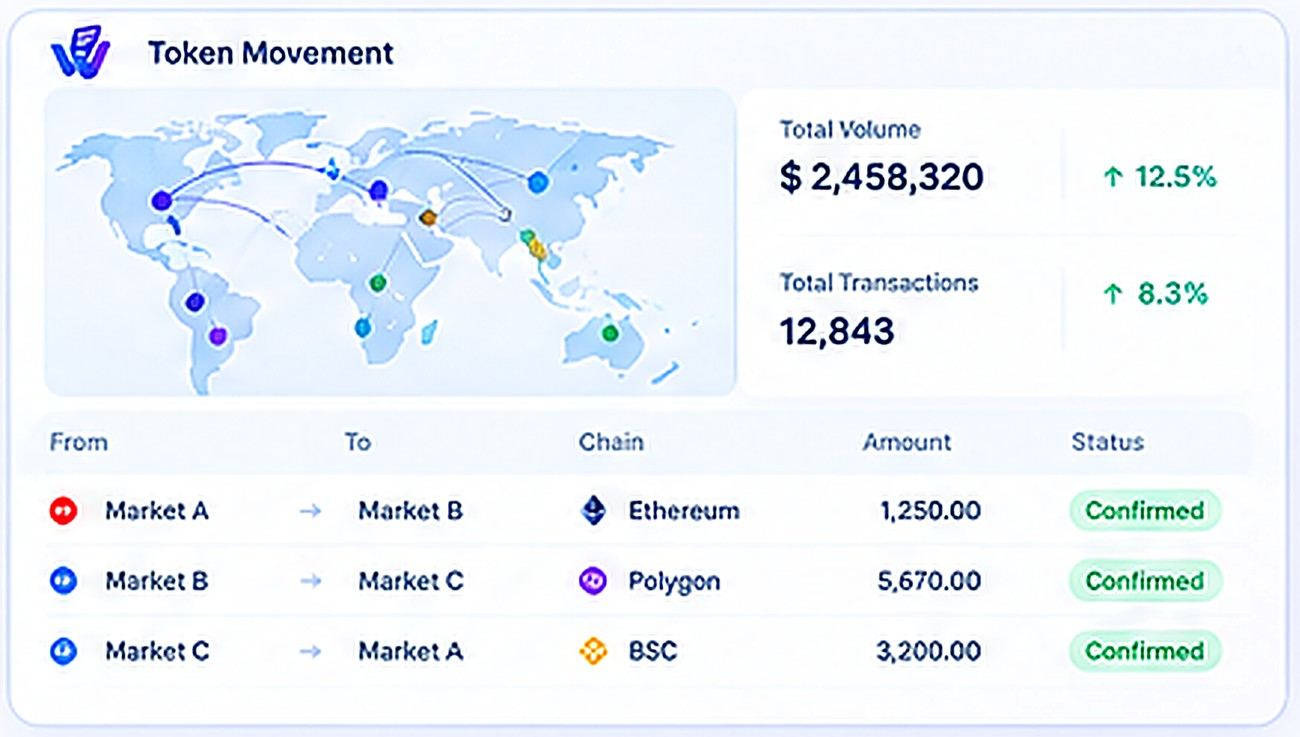 Token Movement
Total Volume
$ 2,458,320
↑ 12.5%
Total Transactions
12,843
↑ 8.3%
From To Chain Amount Status
Market A → Market B Ethereum 1,250.00 Confirmed
Market B → Market C Polygon 5,670.00 Confirmed
Market C → Market A BSC 3,200.00 Confirmed